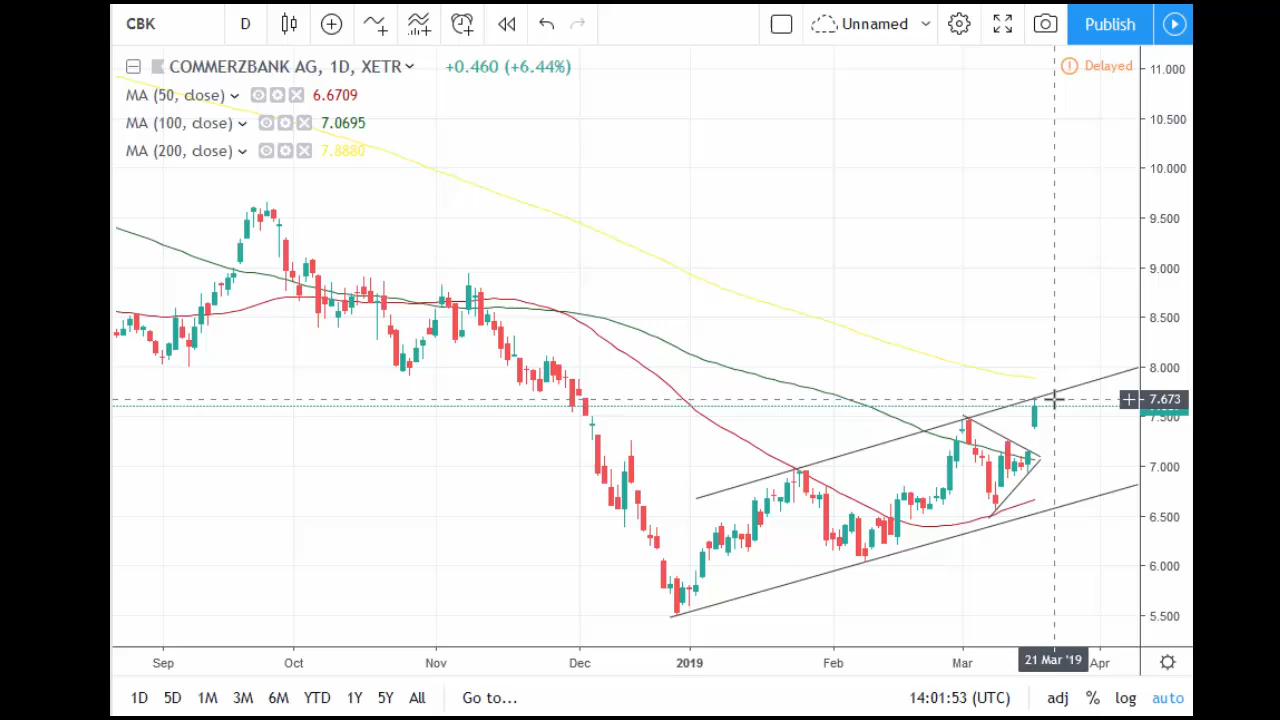 CBK D Unnamed Publish
COMMERZBANK AG, 1D, XETR +0.460 (+6.44%) Delayed
MA (50, close) 6.6709
MA (100, close) 7.0695
MA (200, close) 7.8880
11.000
10.500
10.000
9.500
9.000
8.500
8.000
7.673
7.500
7.000
6.500
6.000
5.500
Sep Oct Nov Dec 2019 Feb Mar 21 Mar '19 Apr
1D 5D 1M 3M 6M YTD 1Y 5Y All Go to... 14:01:53 (UTC) adj % log auto